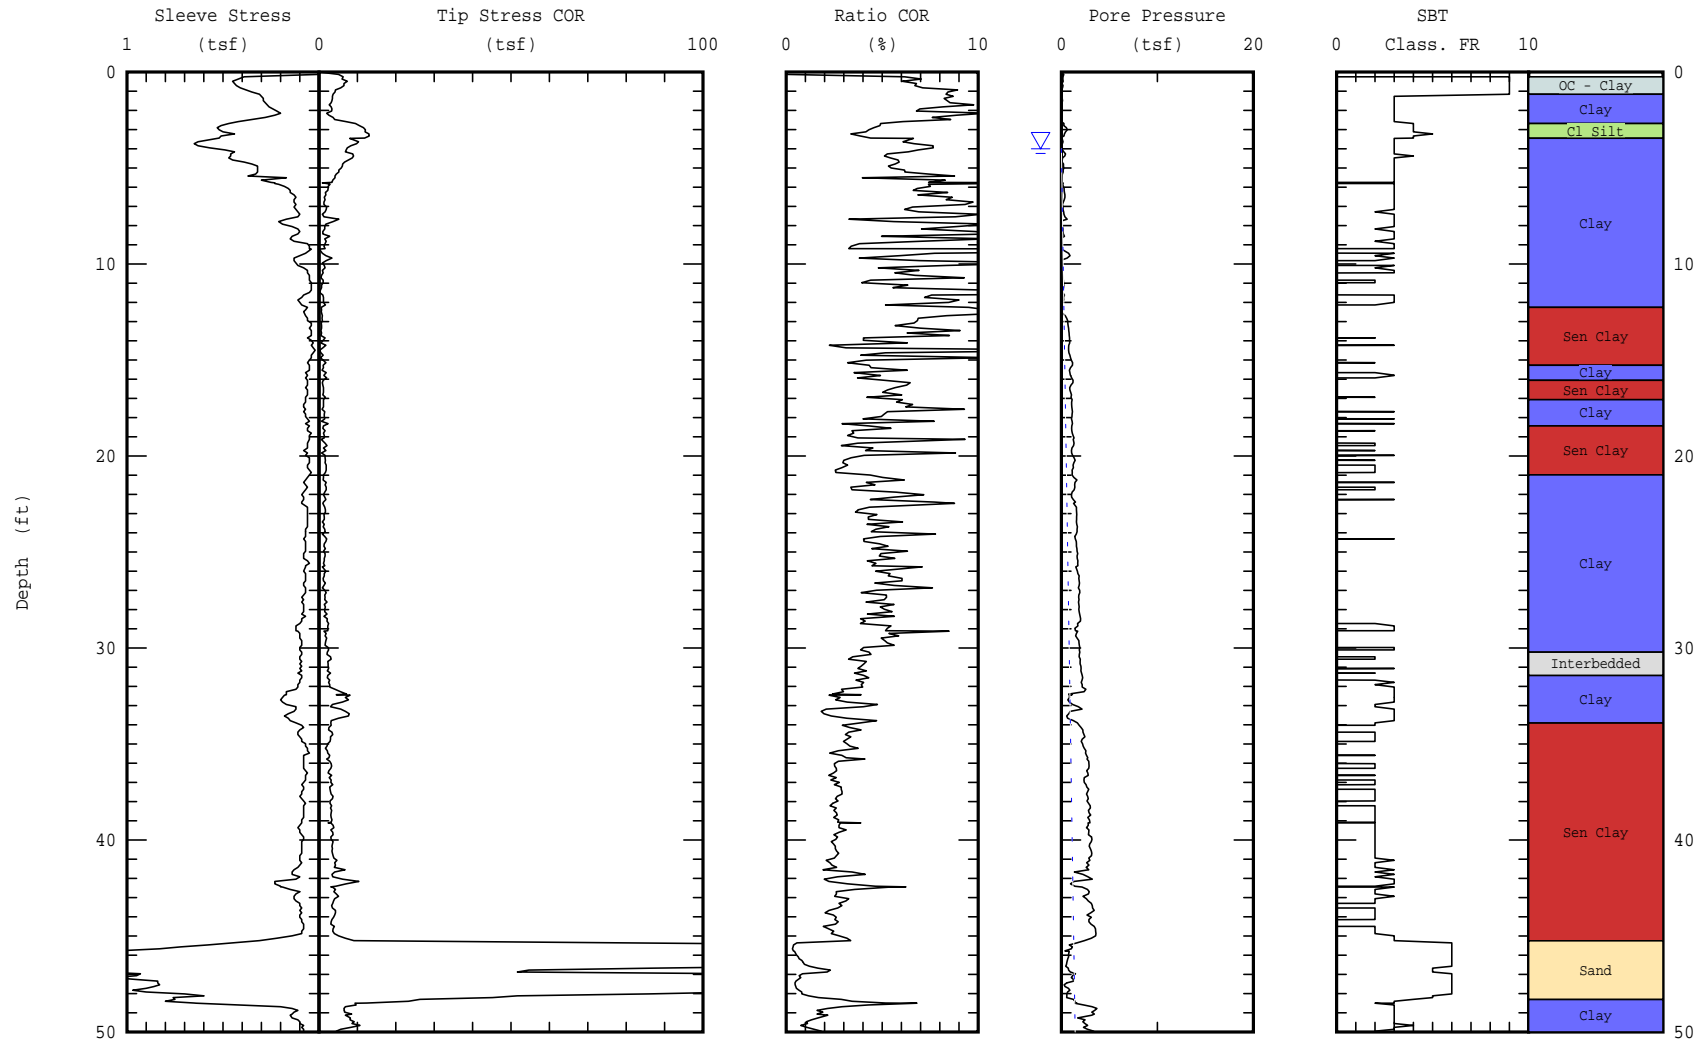 Sleeve Stress Tip Stress COR Ratio COR Pore Pressure SBT
1 (tsf) 0 (tsf) 100 0 (%) 10 0 (tsf) 20 0 Class. FR 10
0 0
OC - Clay
Clay
Cl Silt
Clay
10 10
Sen Clay
Clay
Sen Clay
Clay
Sen Clay
20 20
Depth (ft)
Clay
30 30
Interbedded
Clay
Sen Clay
40 40
Sand
Clay
50 50